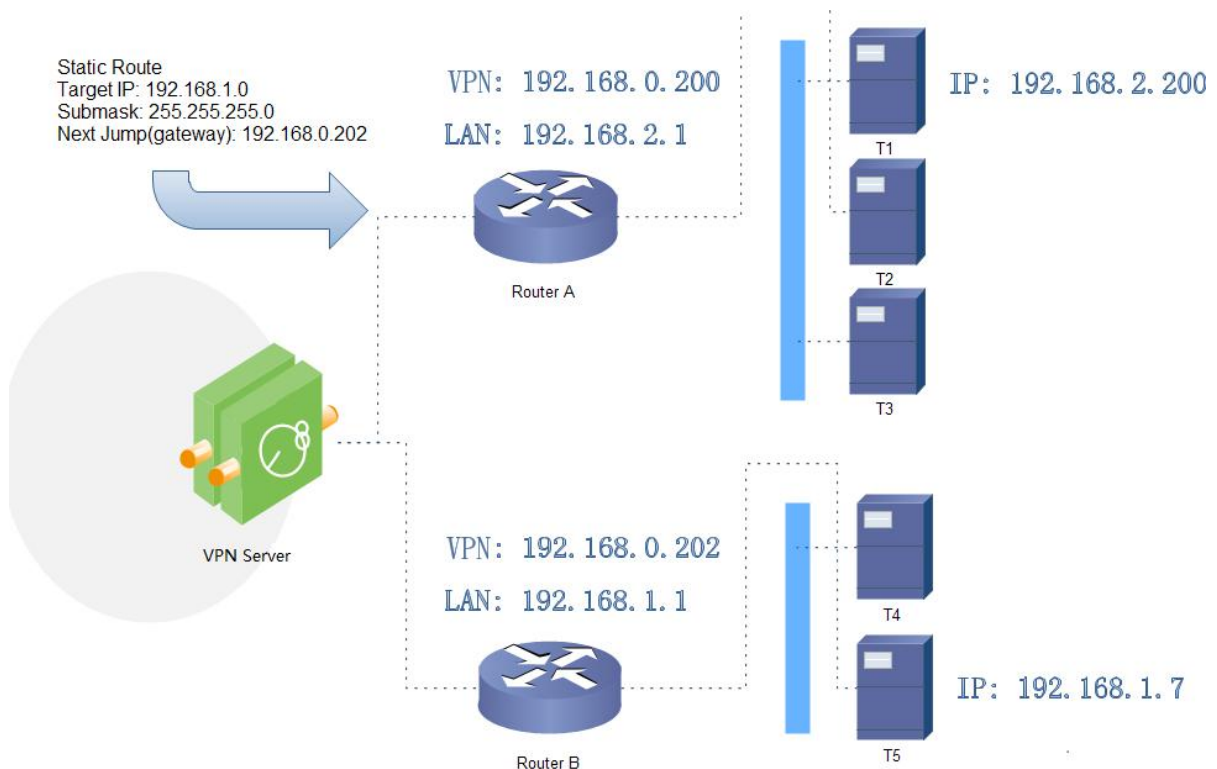 Static Route
Target IP: 192.168.1.0
Submask: 255.255.255.0
Next Jump(gateway): 192.168.0.202
VPN: 192.168.0.200
LAN: 192.168.2.1
Router A
IP: 192.168.2.200
T1
T2
T3
VPN Server
VPN: 192.168.0.202
LAN: 192.168.1.1
Router B
T4
IP: 192.168.1.7
T5